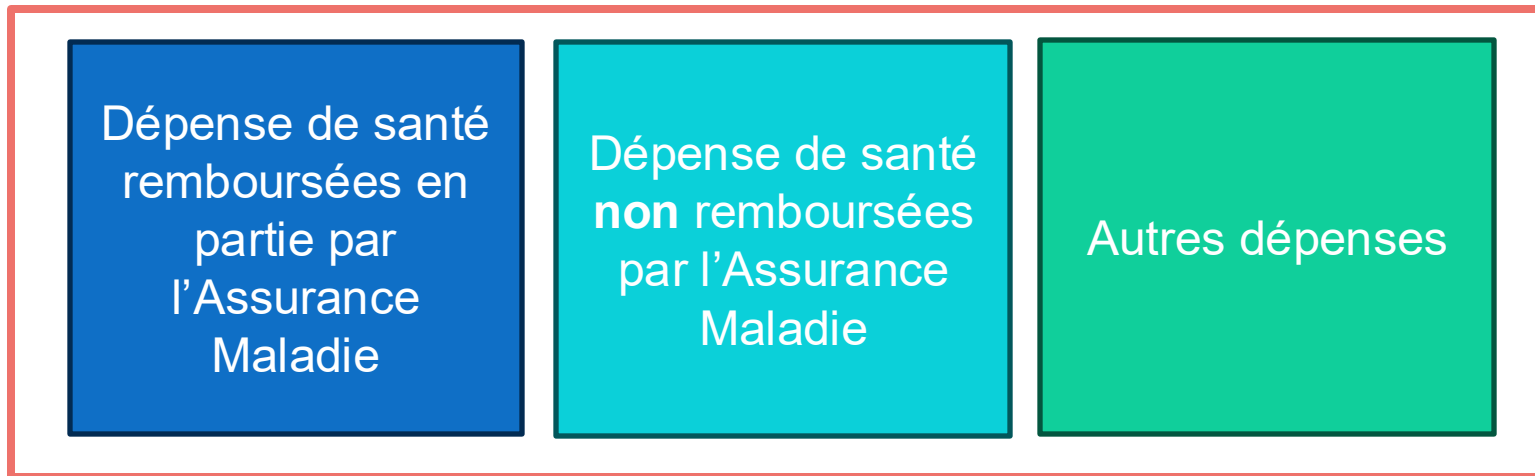 Dépense de santé
remboursées en
partie par
l’Assurance
Maladie
Dépense de santé
non remboursées
par l’Assurance
Maladie
Autres dépenses